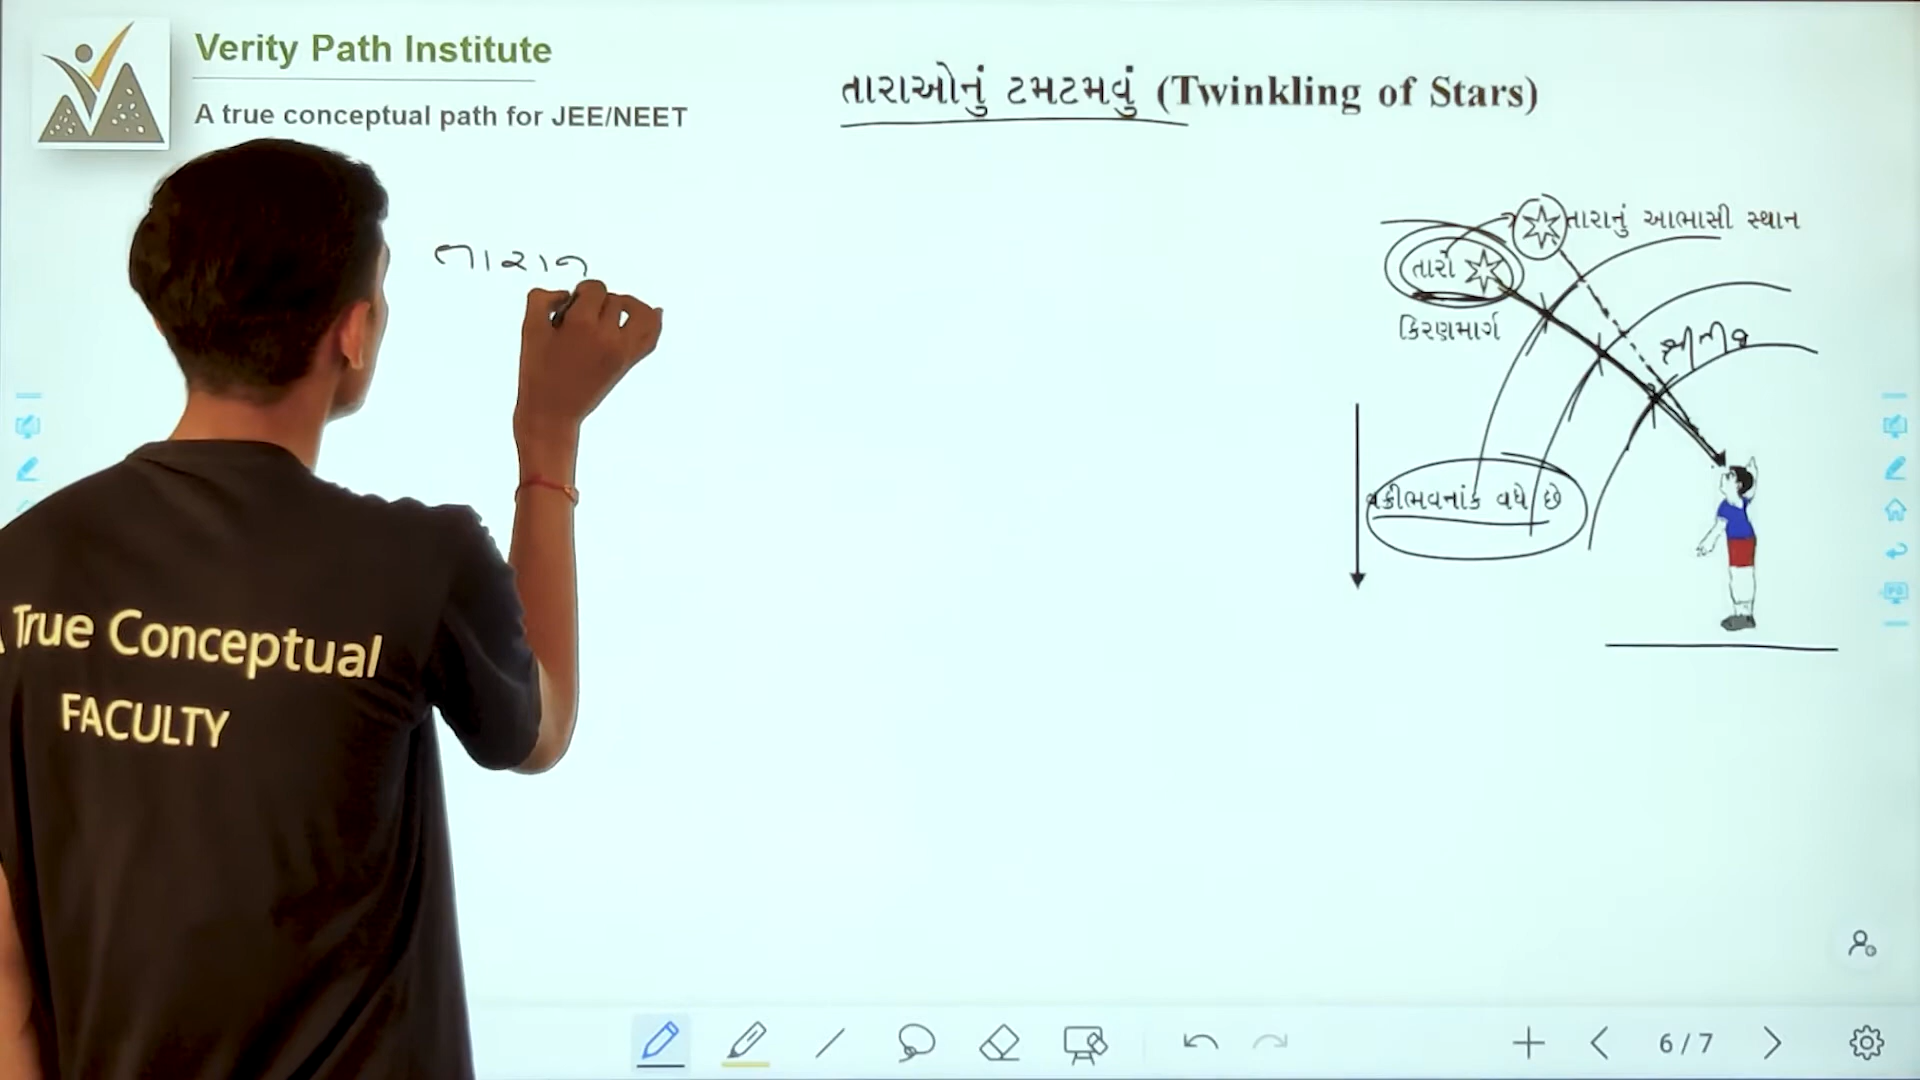 Verity Path Institute
A true conceptual path for JEE/NEET
તારાઓનું ટમટમવું (Twinkling of Stars)
તારાન
તારાનું આભાસી સ્થાન
તારો
કિરણમાર્ગ
વક્રીભવનાંક વધે છે
True Conceptual
FACULTY
6/7